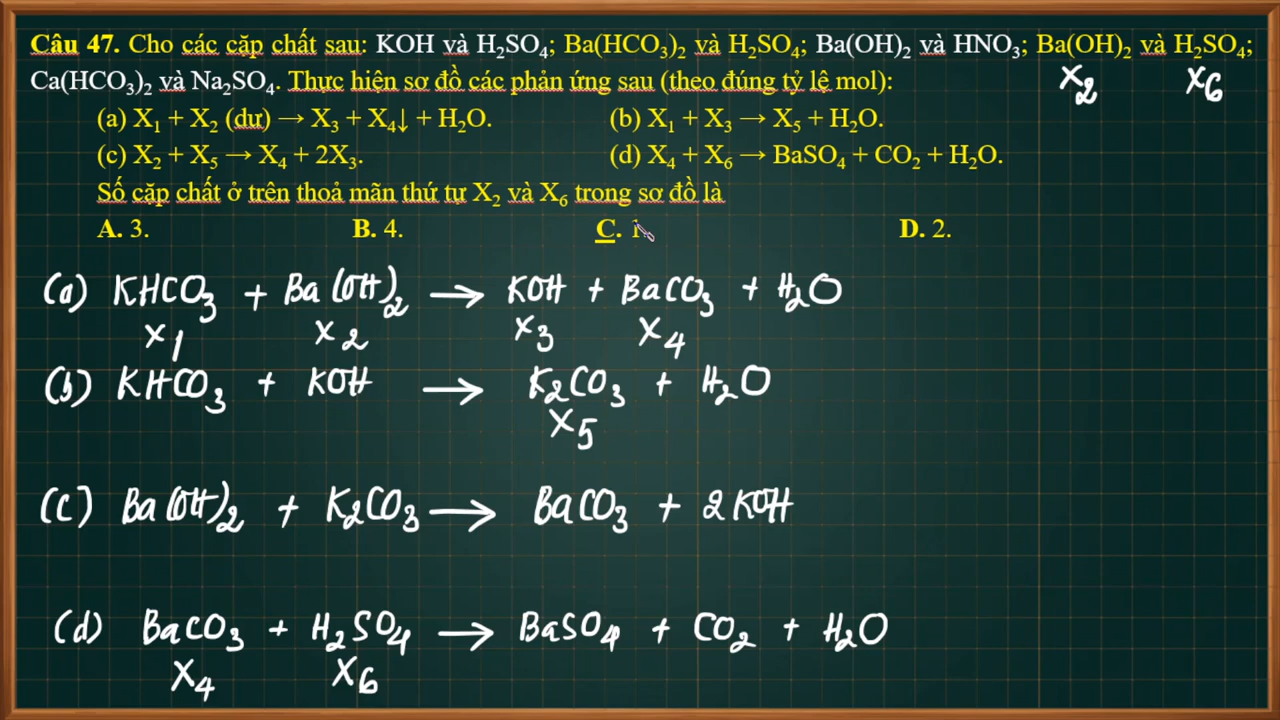 Câu 47. Cho các cặp chất sau: KOH và H₂SO₄; Ba(HCO₃)₂ và H₂SO₄; Ba(OH)₂ và HNO₃; Ba(OH)₂ và H₂SO₄;
Ca(HCO₃)₂ và Na₂SO₄. Thực hiện sơ đồ các phản ứng sau (theo đúng tỷ lệ mol):
X₂ X₆
(a) X₁ + X₂ (dư) → X₃ + X₄↓ + H₂O. (b) X₁ + X₃ → X₅ + H₂O.
(c) X₂ + X₅ → X₄ + 2X₃. (d) X₄ + X₆ → BaSO₄ + CO₂ + H₂O.
Số cặp chất ở trên thoả mãn thứ tự X₂ và X₆ trong sơ đồ là
A. 3. B. 4. C. 1 D. 2.
(a) KHCO₃ + Ba(OH)₂ → KOH + BaCO₃ + H₂O
X₁ X₂ X₃ X₄
(b) KHCO₃ + KOH → K₂CO₃ + H₂O
X₅
(c) Ba(OH)₂ + K₂CO₃ → BaCO₃ + 2KOH
(d) BaCO₃ + H₂SO₄ → BaSO₄ + CO₂ + H₂O
X₄ X₆